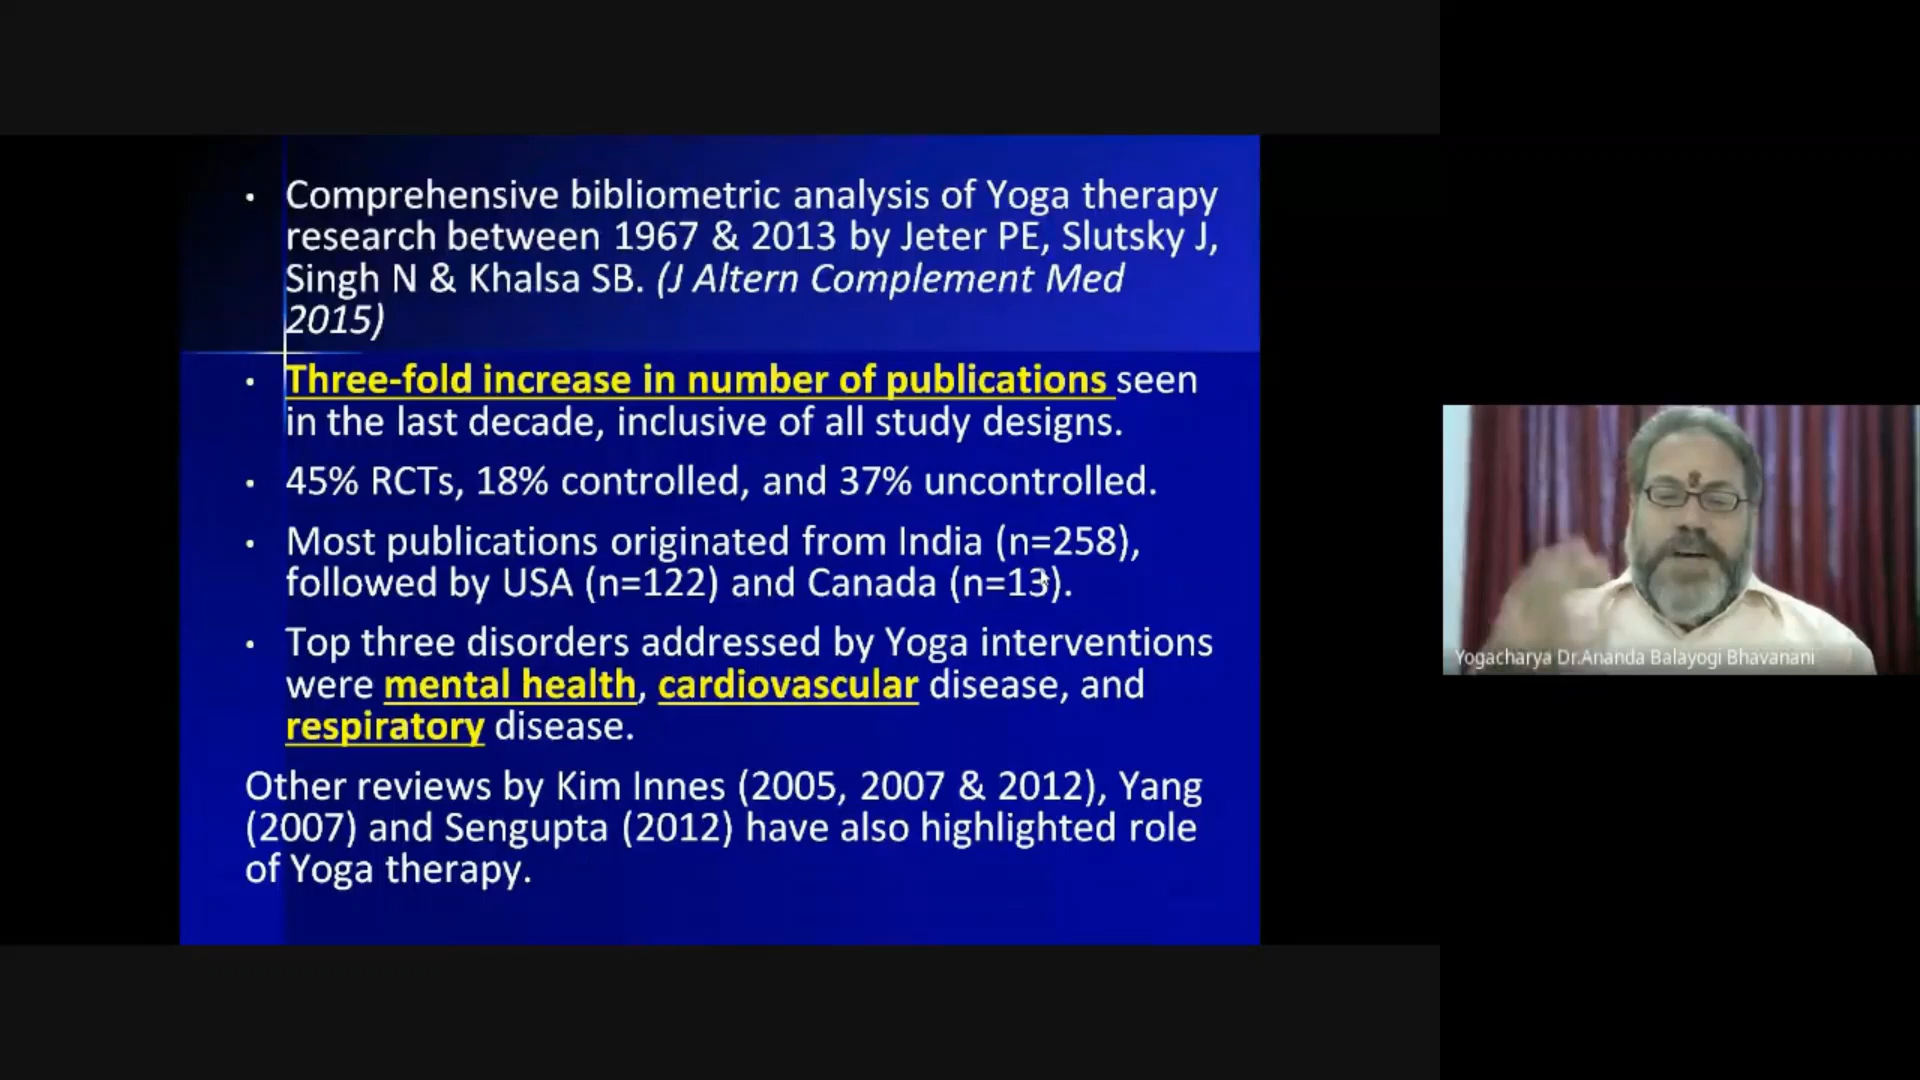 • Comprehensive bibliometric analysis of Yoga therapy
research between 1967 & 2013 by Jeter PE, Slutsky J,
Singh N & Khalsa SB. (J Altern Complement Med
2015)
• Three-fold increase in number of publications seen
in the last decade, inclusive of all study designs.
• 45% RCTs, 18% controlled, and 37% uncontrolled.
• Most publications originated from India (n=258),
followed by USA (n=122) and Canada (n=13).
• Top three disorders addressed by Yoga interventions
were mental health, cardiovascular disease, and
respiratory disease.
Other reviews by Kim Innes (2005, 2007 & 2012), Yang
(2007) and Sengupta (2012) have also highlighted role
of Yoga therapy.
Yogacharya Dr.Ananda Balayogi Bhavanani